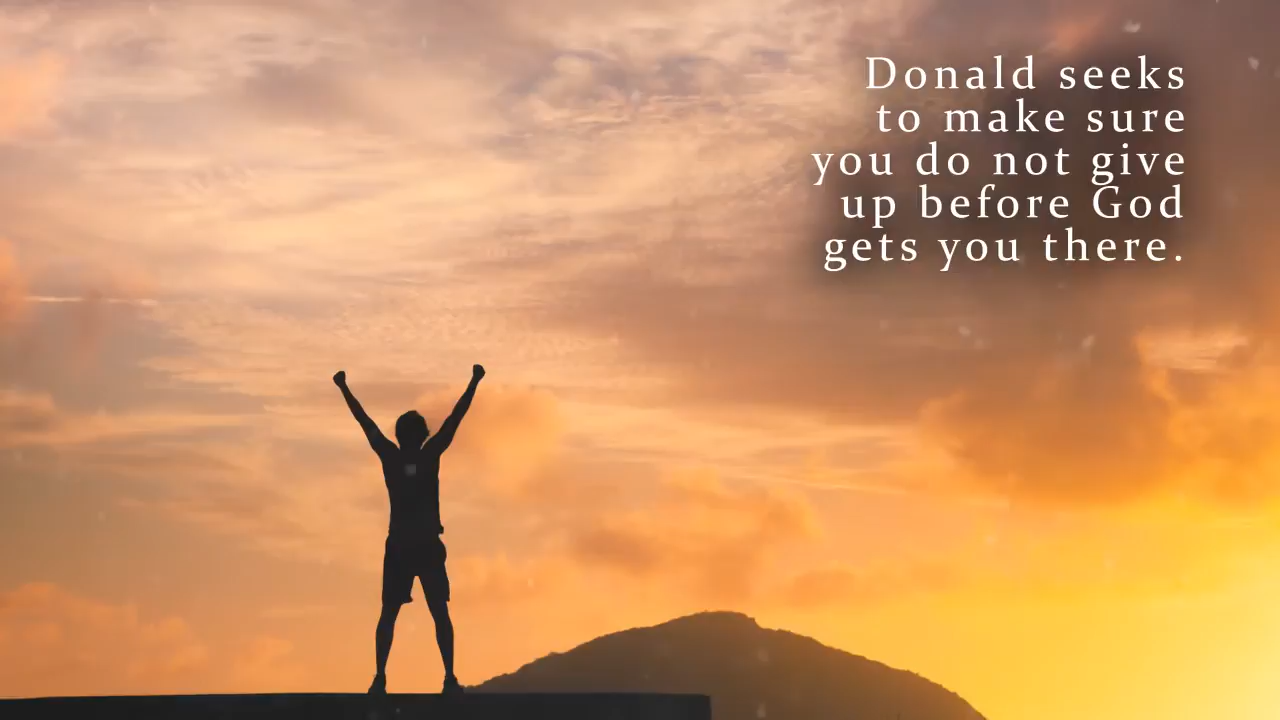 Donald seeks
to make sure
you do not give
up before God
gets you there.